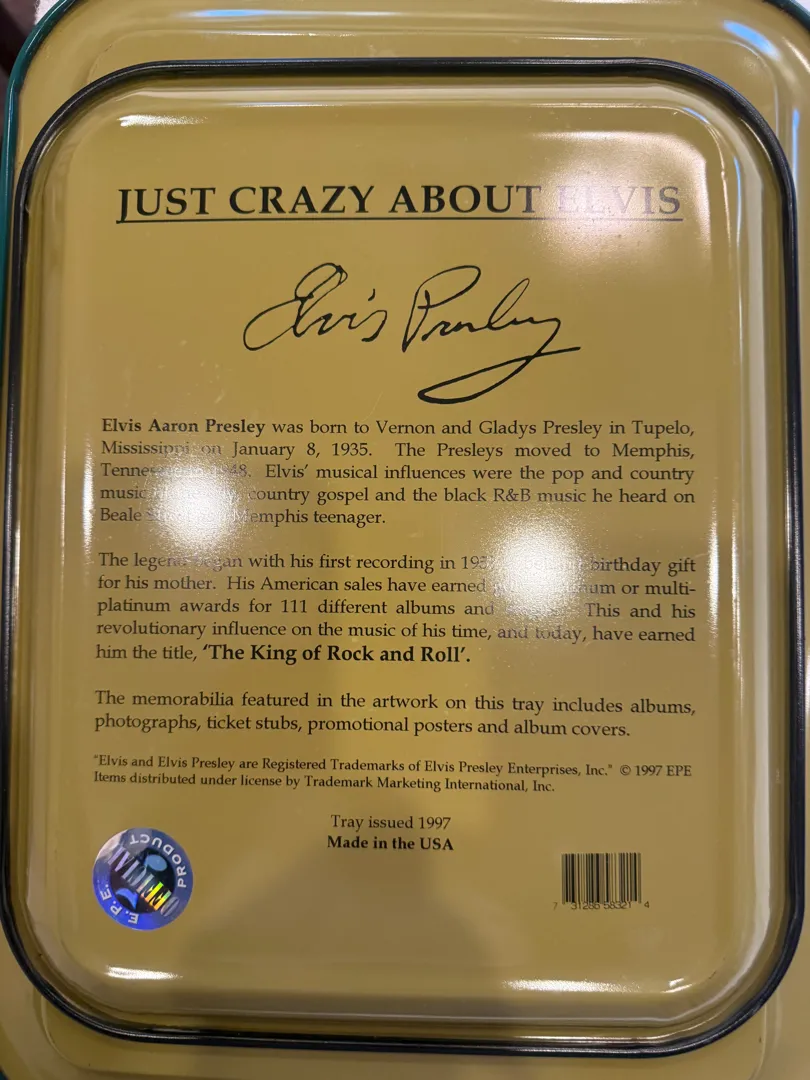 JUST CRAZY ABOUT ELVIS
Elvis Presley
Elvis Aaron Presley was born to Vernon and Gladys Presley in Tupelo,
Mississippi on January 8, 1935. The Presleys moved to Memphis,
48. Elvis' musical influences were the pop and country
music country gospel and the black R&B music he heard on
Beale Memphis teenager.
The legend began with his first recording in birthday gift
for his mother. His American sales have earned or multi-
platinum awards for 111 different albums and This and his
revolutionary influence on the music of his time, and today, have earned
him the title, 'The King of Rock and Roll'.
The memorabilia featured in the artwork on this tray includes albums,
photographs, ticket stubs, promotional posters and album covers.
"Elvis and Elvis Presley are Registered Trademarks of Elvis Presley Enterprises, Inc." © 1997 EPE
Items distributed under license by Trademark Marketing International, Inc.
Tray issued 1997
Made in the USA
E.P.E. OFFICIAL PRODUCT
7 31286 58321 4